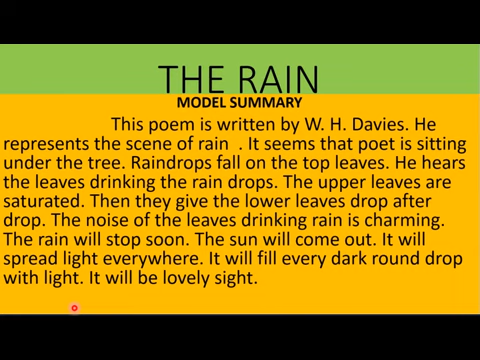 THE RAIN
MODEL SUMMARY
This poem is written by W. H. Davies. He
represents the scene of rain . It seems that poet is sitting
under the tree. Raindrops fall on the top leaves. He hears
the leaves drinking the rain drops. The upper leaves are
saturated. Then they give the lower leaves drop after
drop. The noise of the leaves drinking rain is charming.
The rain will stop soon. The sun will come out. It will
spread light everywhere. It will fill every dark round drop
with light. It will be lovely sight.